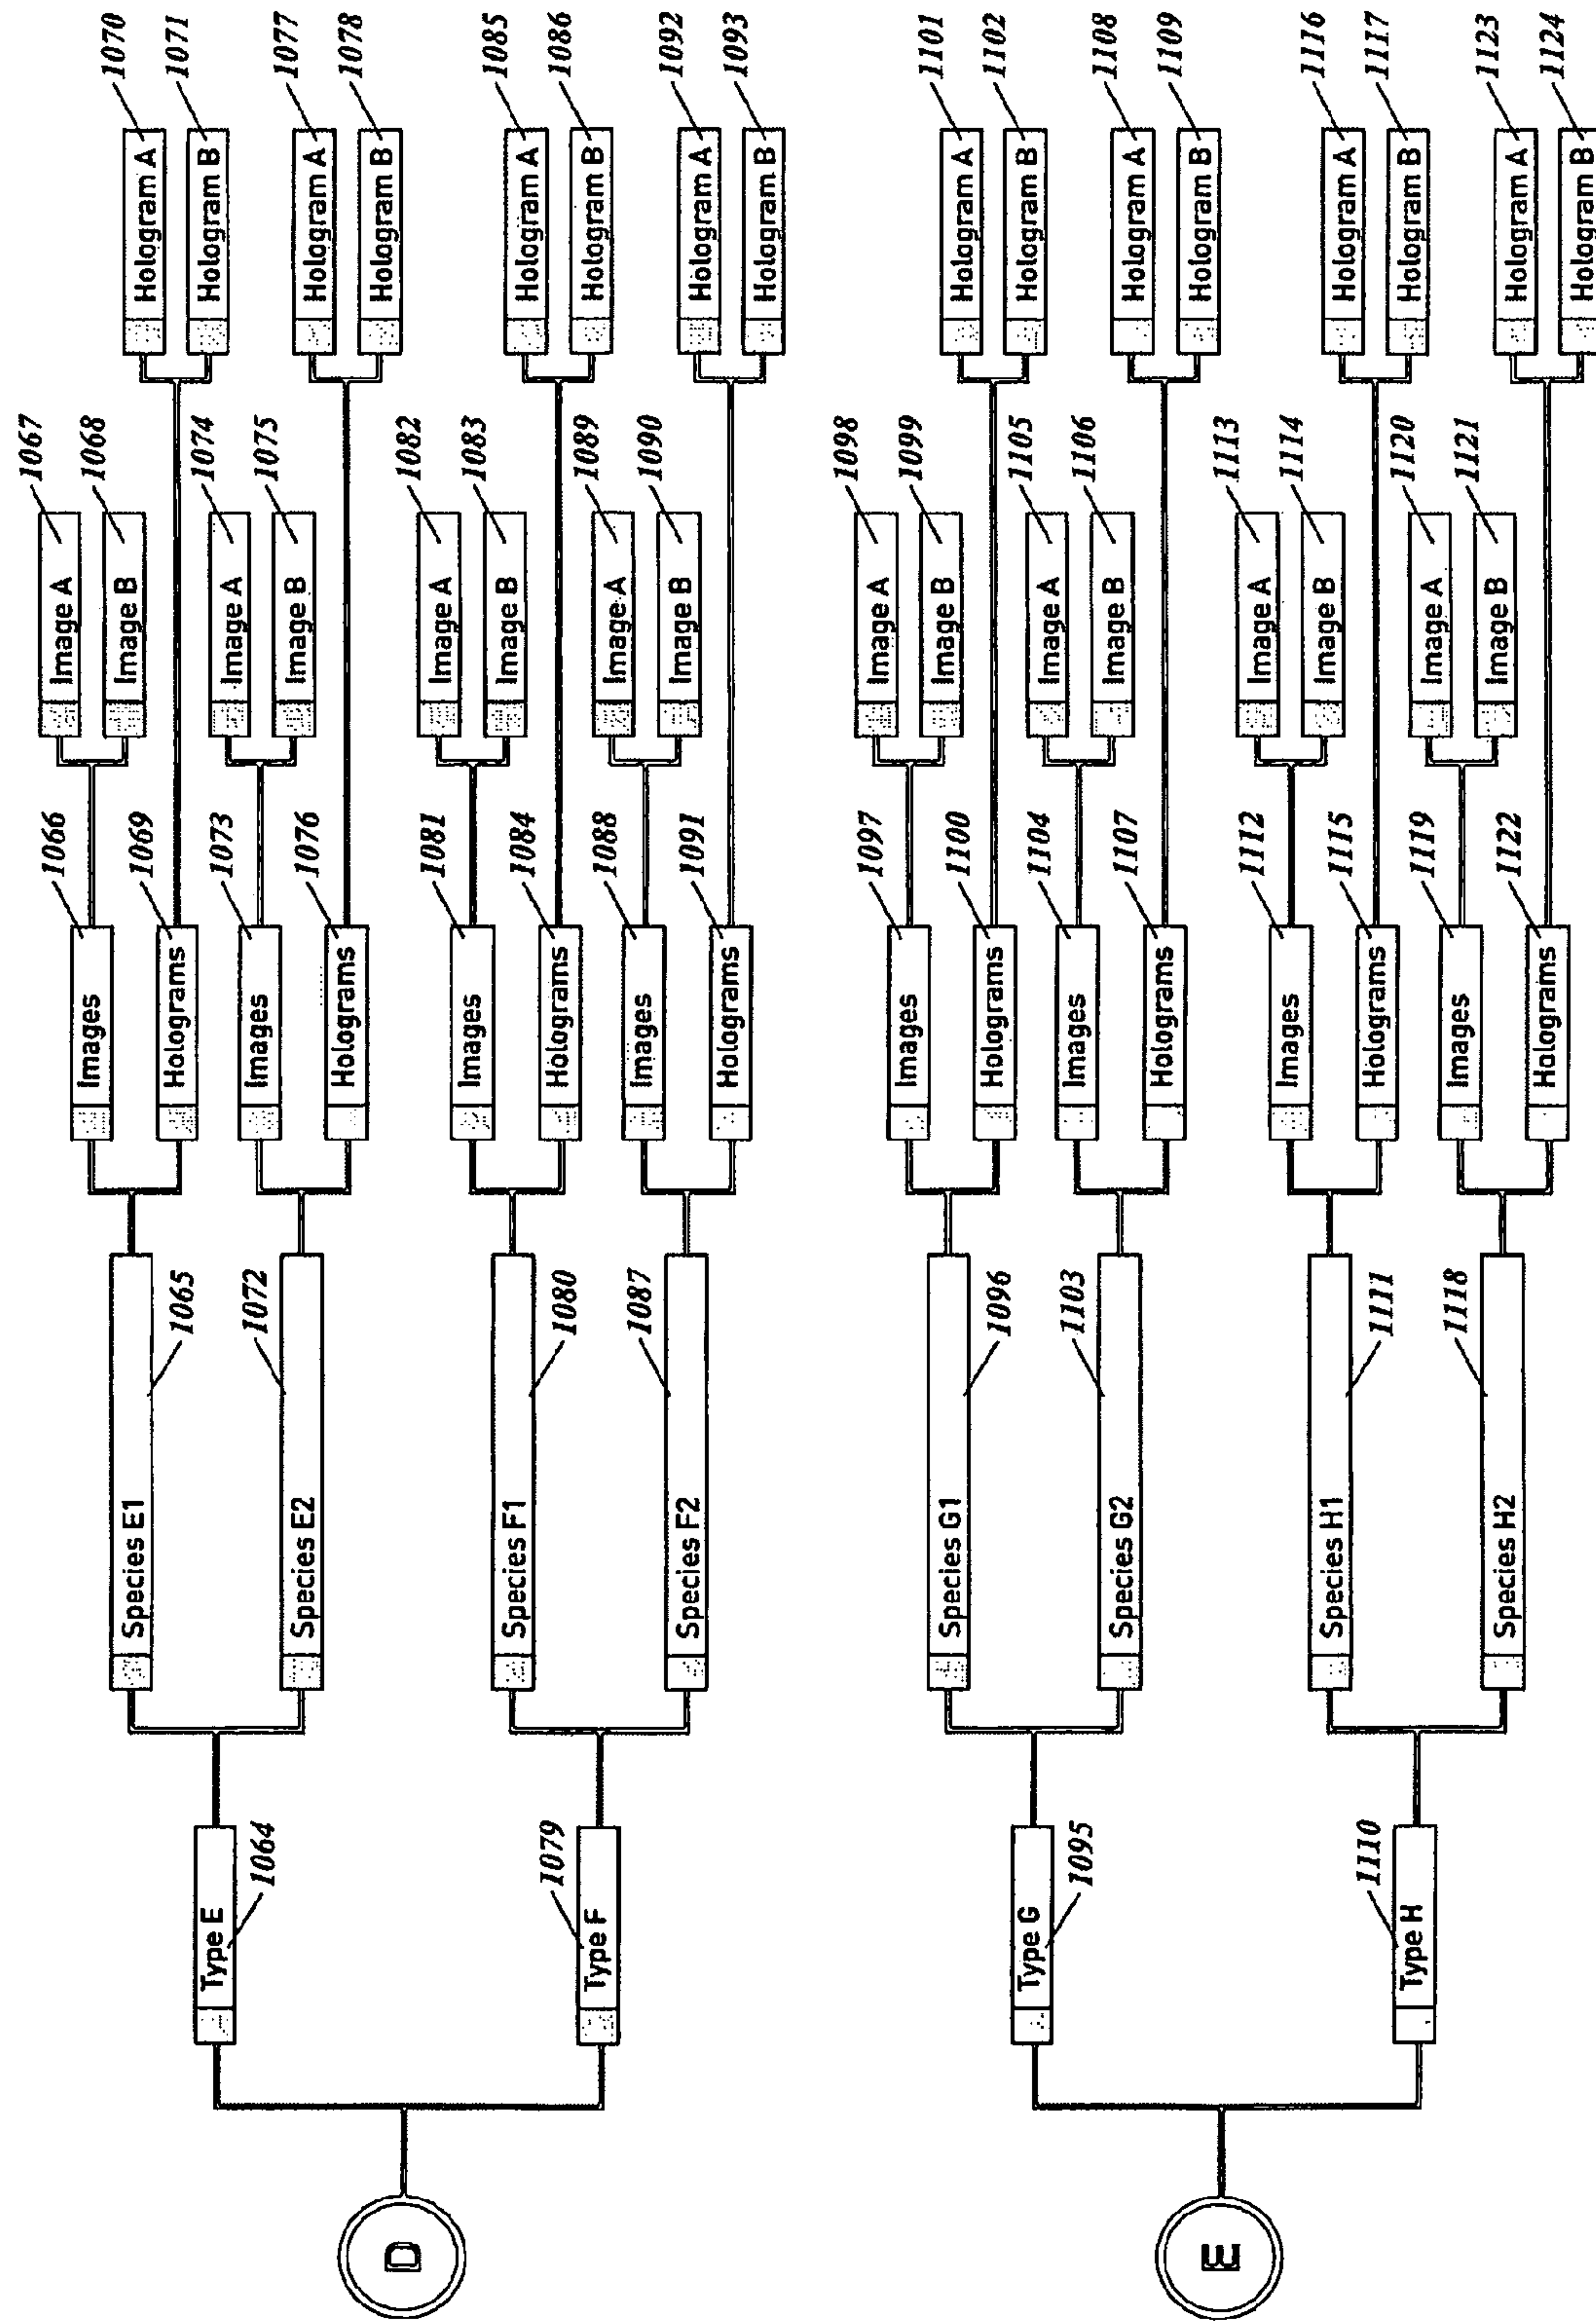 D
Type E
1064
Species E1
1065
Images
1066
Image A
1067
Image B
1068
Holograms
1069
Hologram A
1070
Hologram B
1071
Species E2
1072
Images
1073
Image A
1074
Image B
1075
Holograms
1076
Hologram A
1077
Hologram B
1078
Type F
1079
Species F1
1080
Images
1081
Image A
1082
Image B
1083
Holograms
1084
Hologram A
1085
Hologram B
1086
Species F2
1087
Images
1088
Image A
1089
Image B
1090
Holograms
1091
Hologram A
1092
Hologram B
1093
E
Type G
1095
Species G1
1096
Images
1097
Image A
1098
Image B
1099
Holograms
1100
Hologram A
1101
Hologram B
1102
Species G2
1103
Images
1104
Image A
1105
Image B
1106
Holograms
1107
Hologram A
1108
Hologram B
1109
Type H
1110
Species H1
1111
Images
1112
Image A
1113
Image B
1114
Holograms
1115
Hologram A
1116
Hologram B
1117
Species H2
1118
Images
1119
Image A
1120
Image B
1121
Holograms
1122
Hologram A
1123
Hologram B
1124